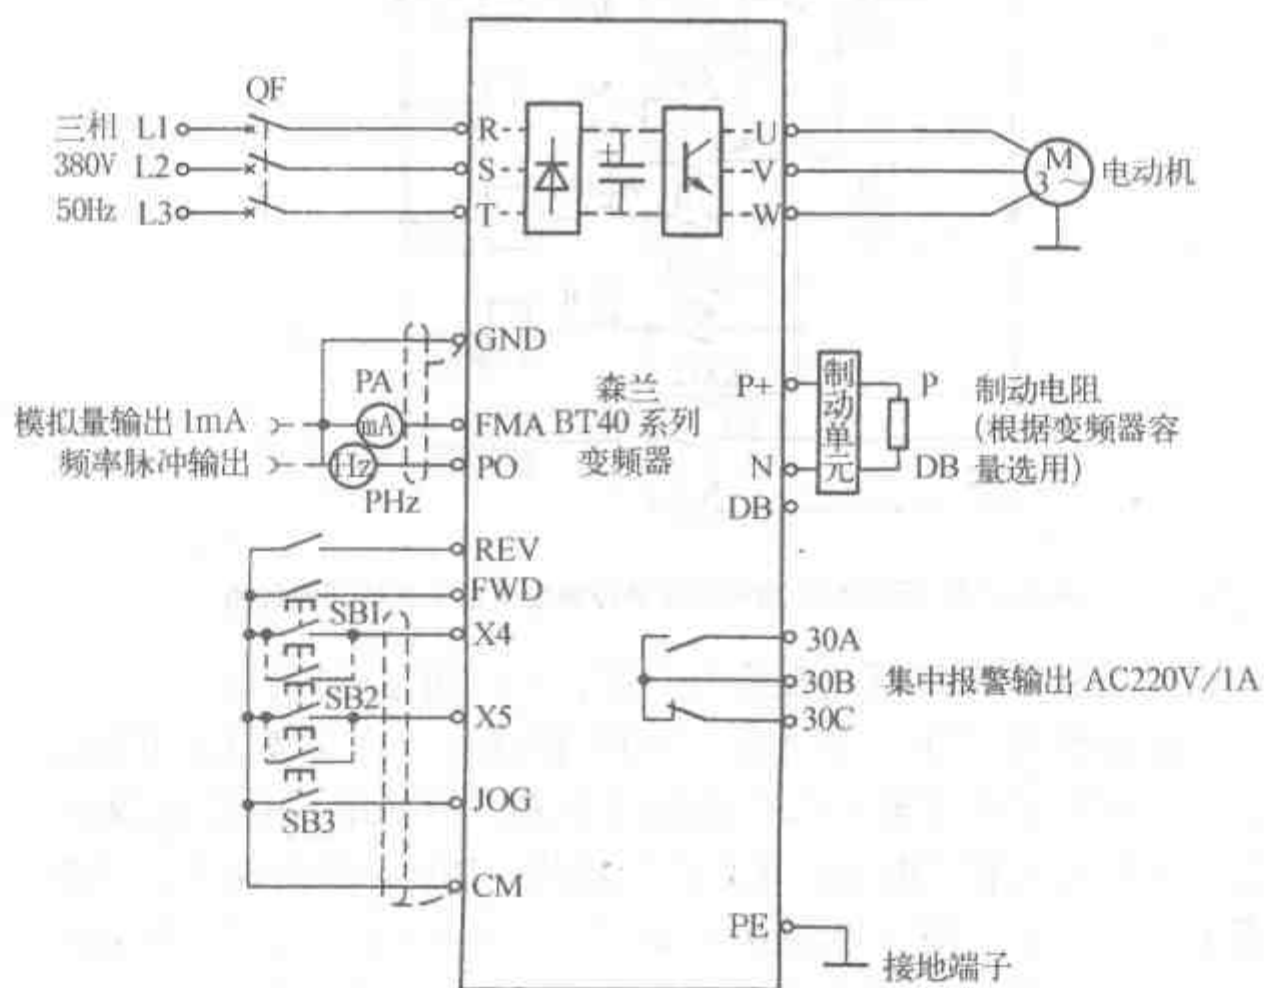 QF
三相 L1
380V L2
50Hz L3
R
S
T
U
V
W
M
3～
电动机
GND
PA
mA
模拟量输出 1mA
FMA
频率脉冲输出
Hz
PO
PHz
森兰
BT40 系列
变频器
P+
N
DB
制动单元
P
DB
制动电阻
(根据变频器容
量选用)
REV
FWD
SB1
X4
SB2
X5
SB3
JOG
CM
30A
30B
30C
集中报警输出 AC220V/1A
PE
接地端子